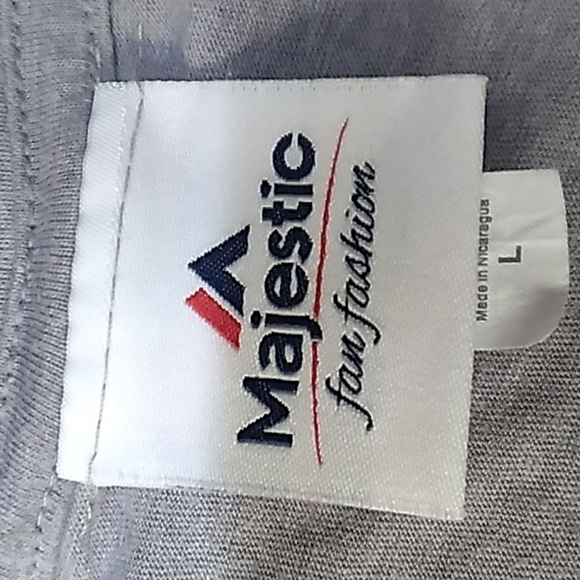 Majestic
fan fashion
Made in Nicaragua
L